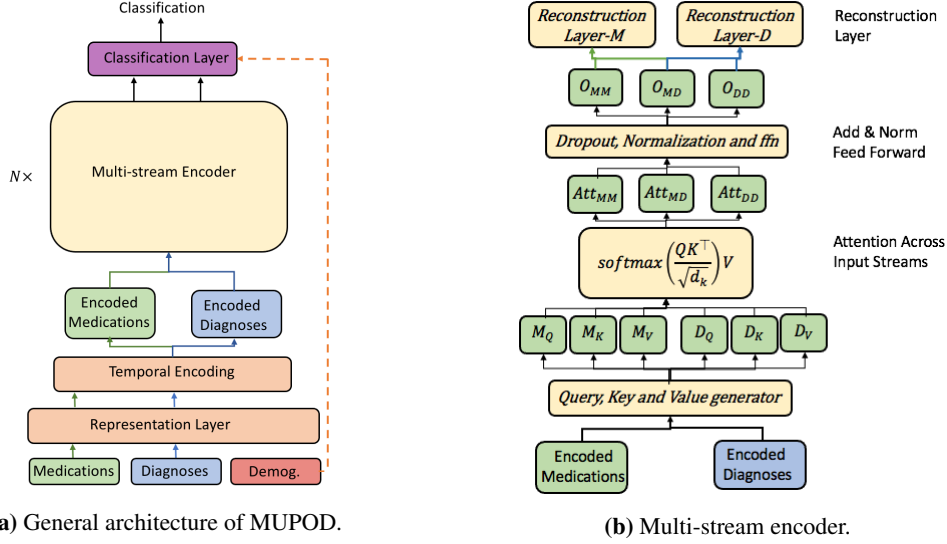 Classification
Classification Layer
N×
Multi-stream Encoder
Encoded
Medications
Encoded
Diagnoses
Temporal Encoding
Representation Layer
Medications
Diagnoses
Demog.
a) General architecture of MUPOD.
Reconstruction
Layer-M
Reconstruction
Layer-D
Reconstruction
Layer
O_MM
O_MD
O_DD
Dropout, Normalization and ffn
Add & Norm
Feed Forward
Att_MM
Att_MD
Att_DD
softmax(QK^⊤/√d_k)V
Attention Across
Input Streams
M_Q
M_K
M_V
D_Q
D_K
D_V
Query, Key and Value generator
Encoded
Medications
Encoded
Diagnoses
(b) Multi-stream encoder.